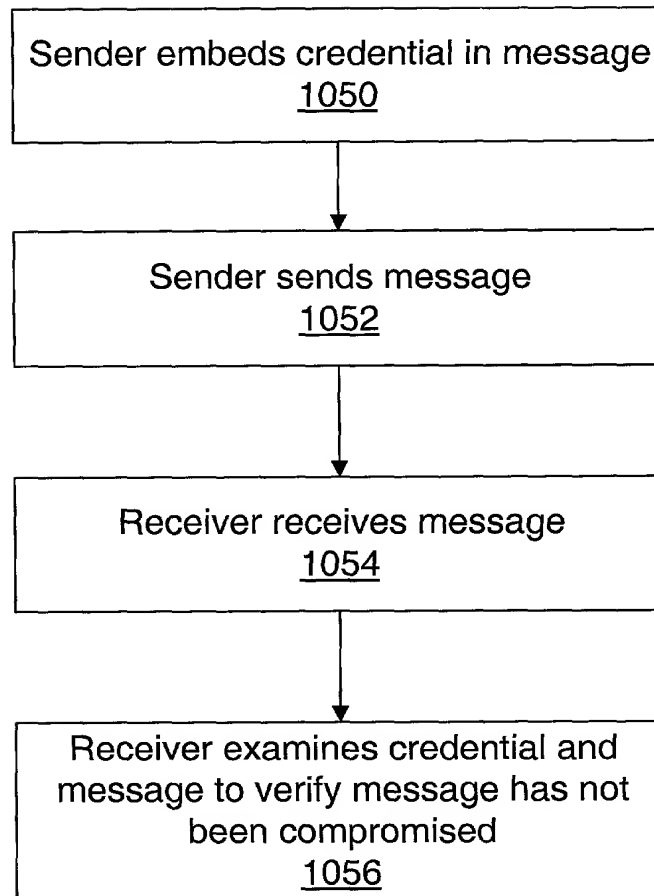 Sender embeds credential in message
1050
Sender sends message
1052
Receiver receives message
1054
Receiver examines credential and
message to verify message has not
been compromised
1056